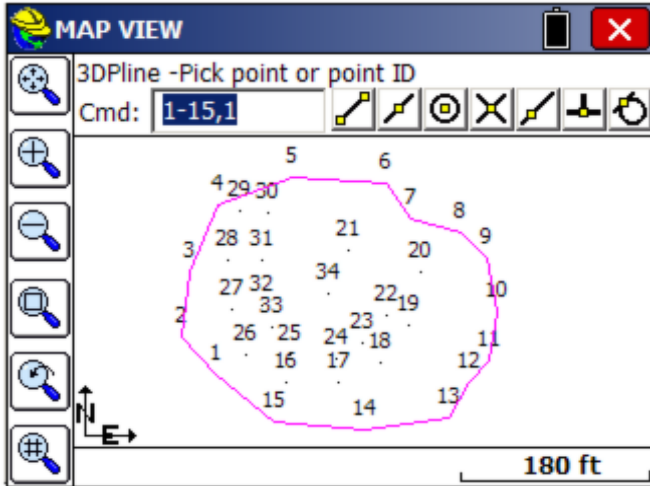 MAP VIEW
3DPline -Pick point or point ID
Cmd: 1-15,1
5 6
4 29 30 7
8
21 9
3 28 31 20
34
2 27 32 22 10
33 19
23
26 25 24 18 11
1 16 17 12
15 14 13
N
E
180 ft